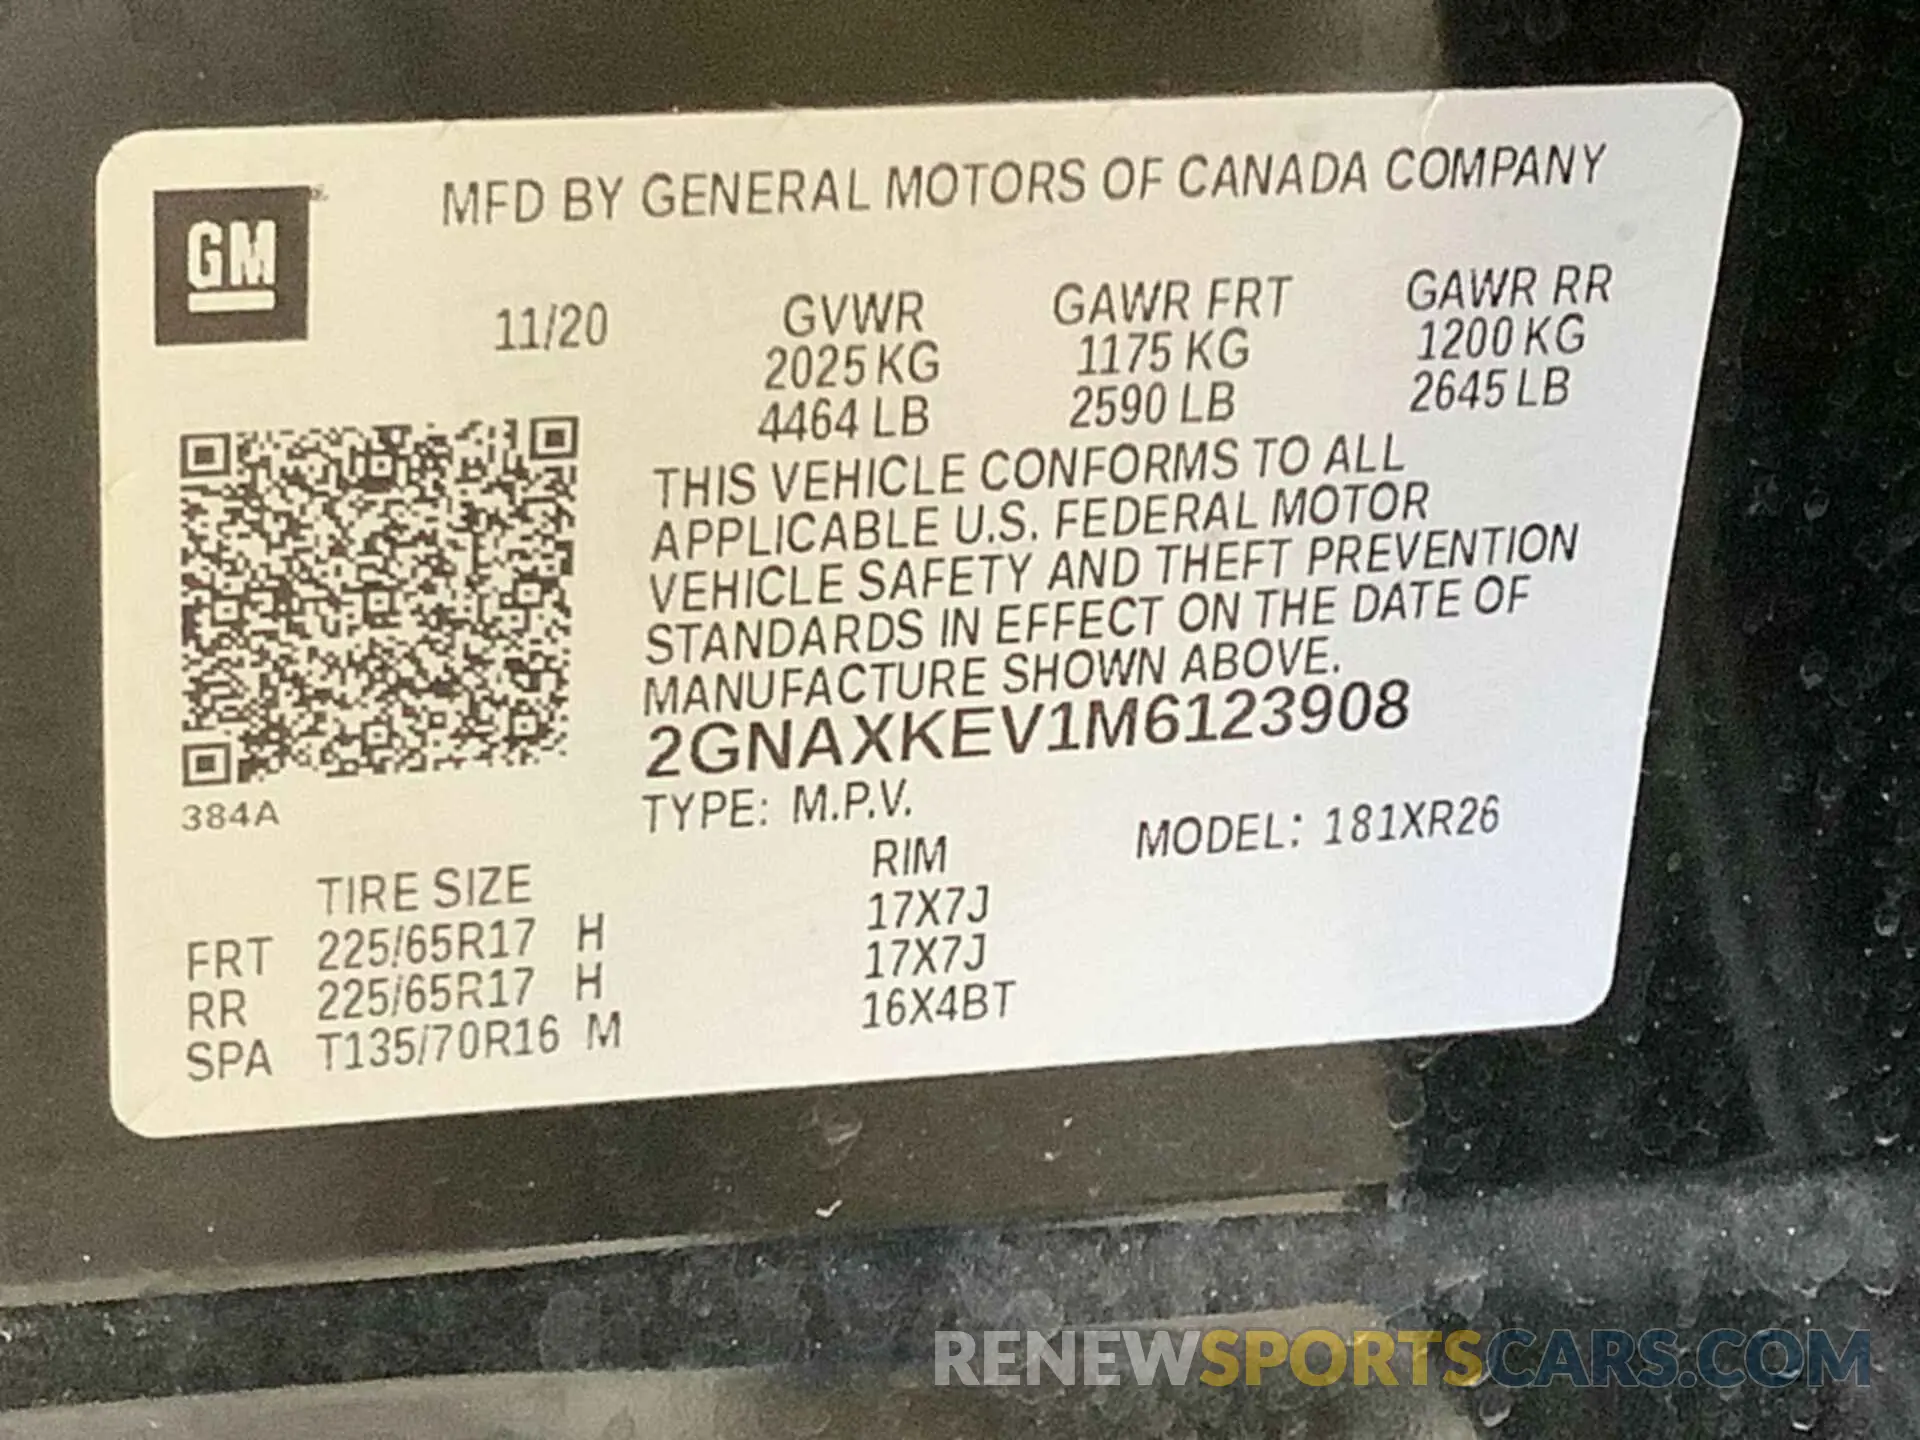 MFD BY GENERAL MOTORS OF CANADA COMPANY
GM
11/20 GVWR GAWR FRT GAWR RR
2025 KG 1175 KG 1200 KG
4464 LB 2590 LB 2645 LB
THIS VEHICLE CONFORMS TO ALL
APPLICABLE U.S. FEDERAL MOTOR
VEHICLE SAFETY AND THEFT PREVENTION
STANDARDS IN EFFECT ON THE DATE OF
MANUFACTURE SHOWN ABOVE.
2GNAXKEV1M6123908
384A
TYPE: M.P.V. MODEL: 181XR26
TIRE SIZE RIM
FRT 225/65R17 H 17X7J
RR 225/65R17 H 17X7J
SPA T135/70R16 M 16X4BT
RENEWSPORTSCARS.COM